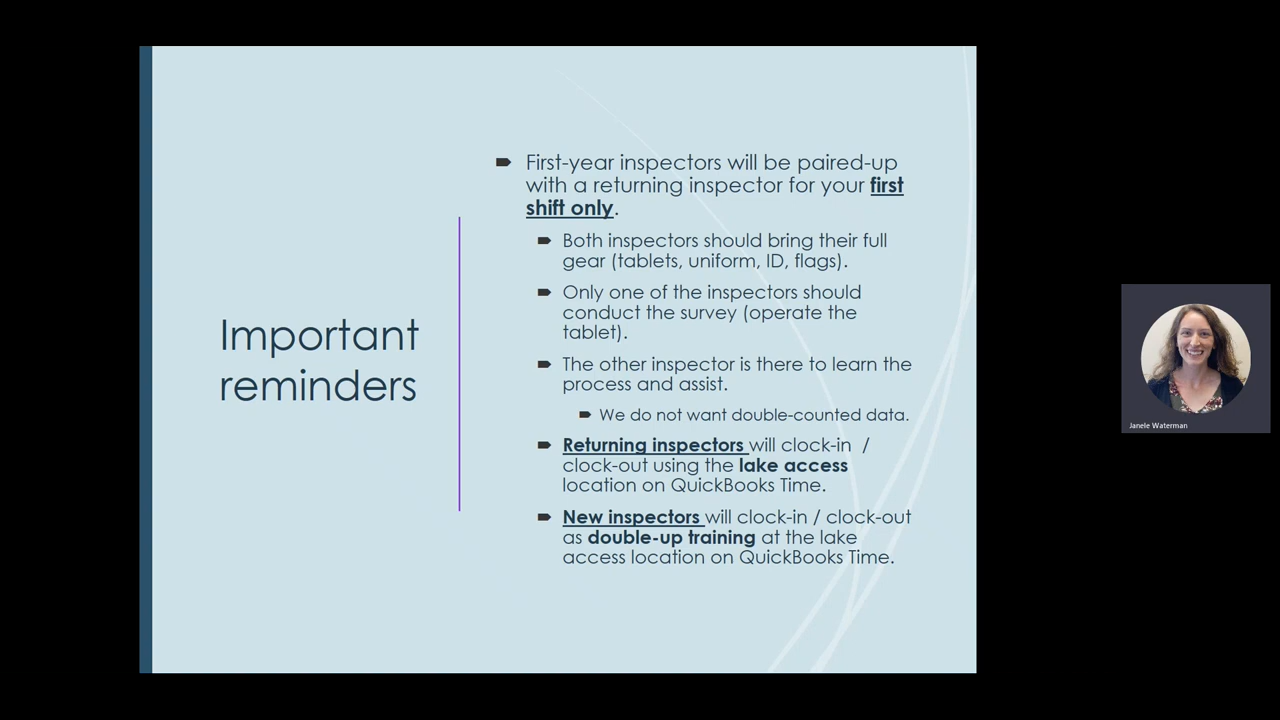 Important
reminders
First-year inspectors will be paired-up
with a returning inspector for your first
shift only.
Both inspectors should bring their full
gear (tablets, uniform, ID, flags).
Only one of the inspectors should
conduct the survey (operate the
tablet).
The other inspector is there to learn the
process and assist.
We do not want double-counted data.
Returning inspectors will clock-in /
clock-out using the lake access
location on QuickBooks Time.
New inspectors will clock-in / clock-out
as double-up training at the lake
access location on QuickBooks Time.
Janele Waterman